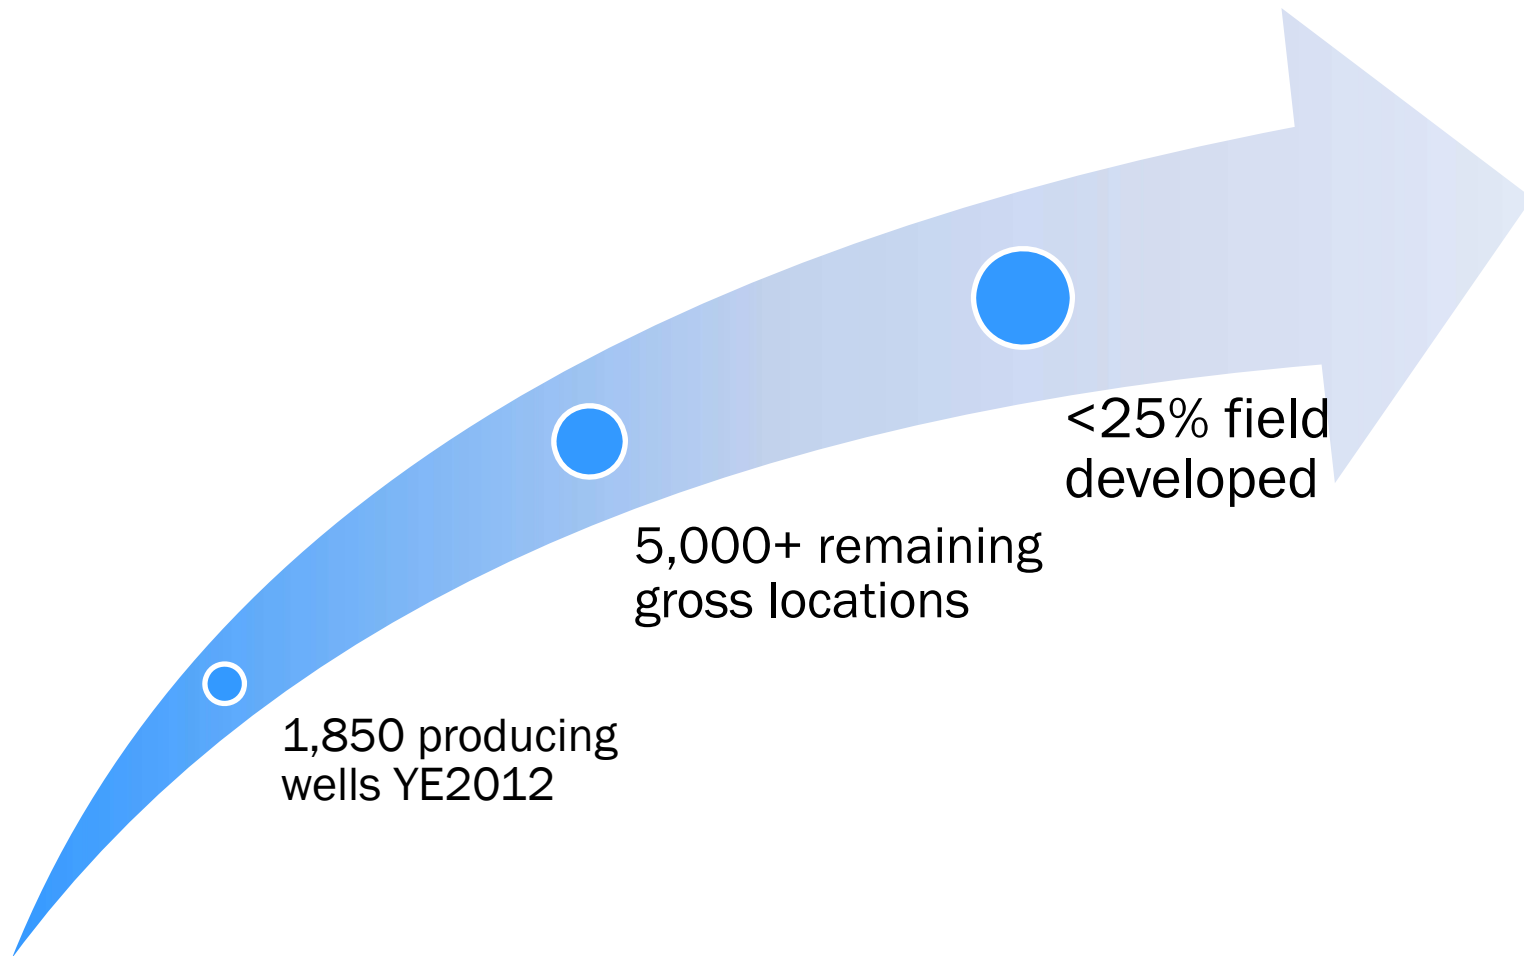 1,850 producing
wells YE2012
5,000+ remaining
gross locations
<25% field
developed